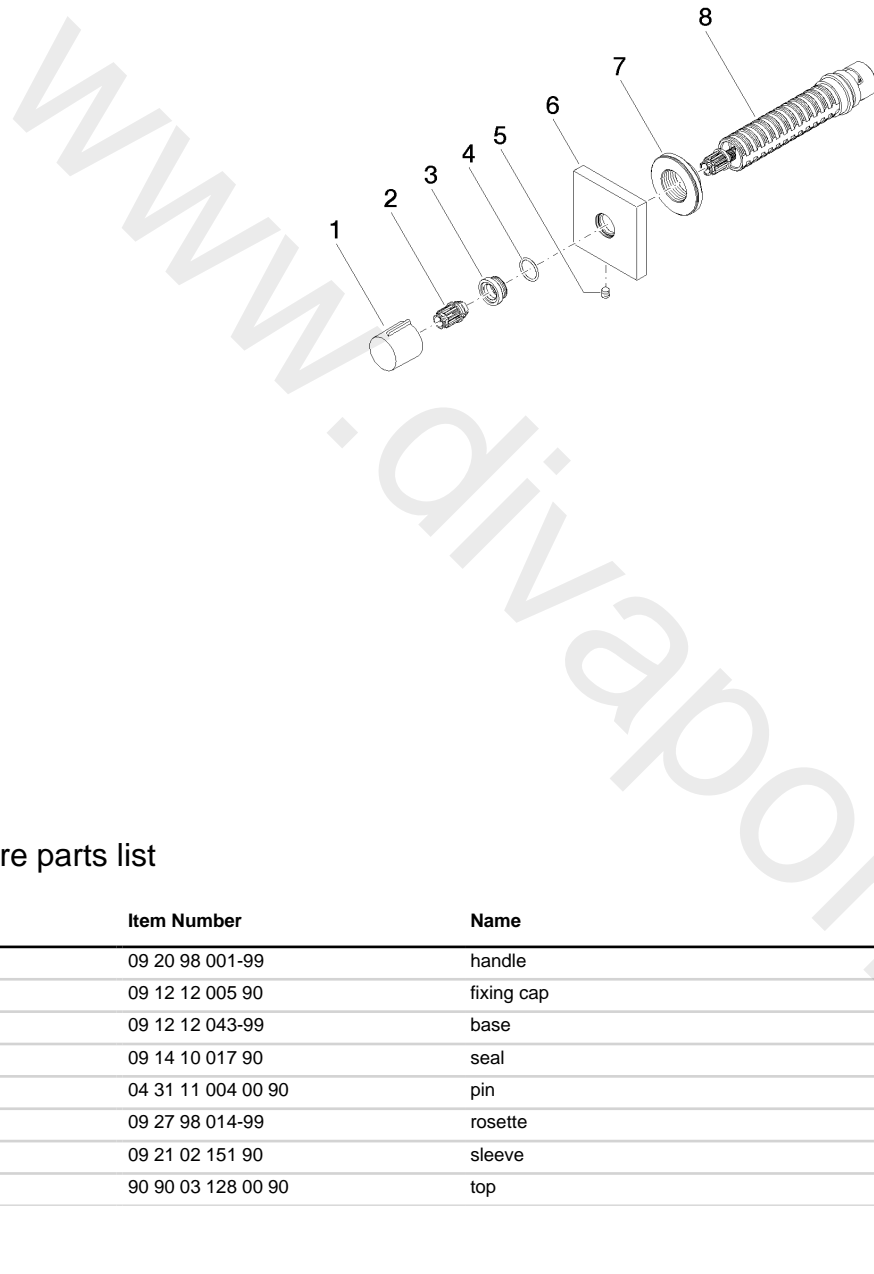 8
7
6
5
4
3
2
1
www.divapor
re parts list
Item Number Name
09 20 98 001-99 handle
09 12 12 005 90 fixing cap
09 12 12 043-99 base
09 14 10 017 90 seal
04 31 11 004 00 90 pin
09 27 98 014-99 rosette
09 21 02 151 90 sleeve
90 90 03 128 00 90 top